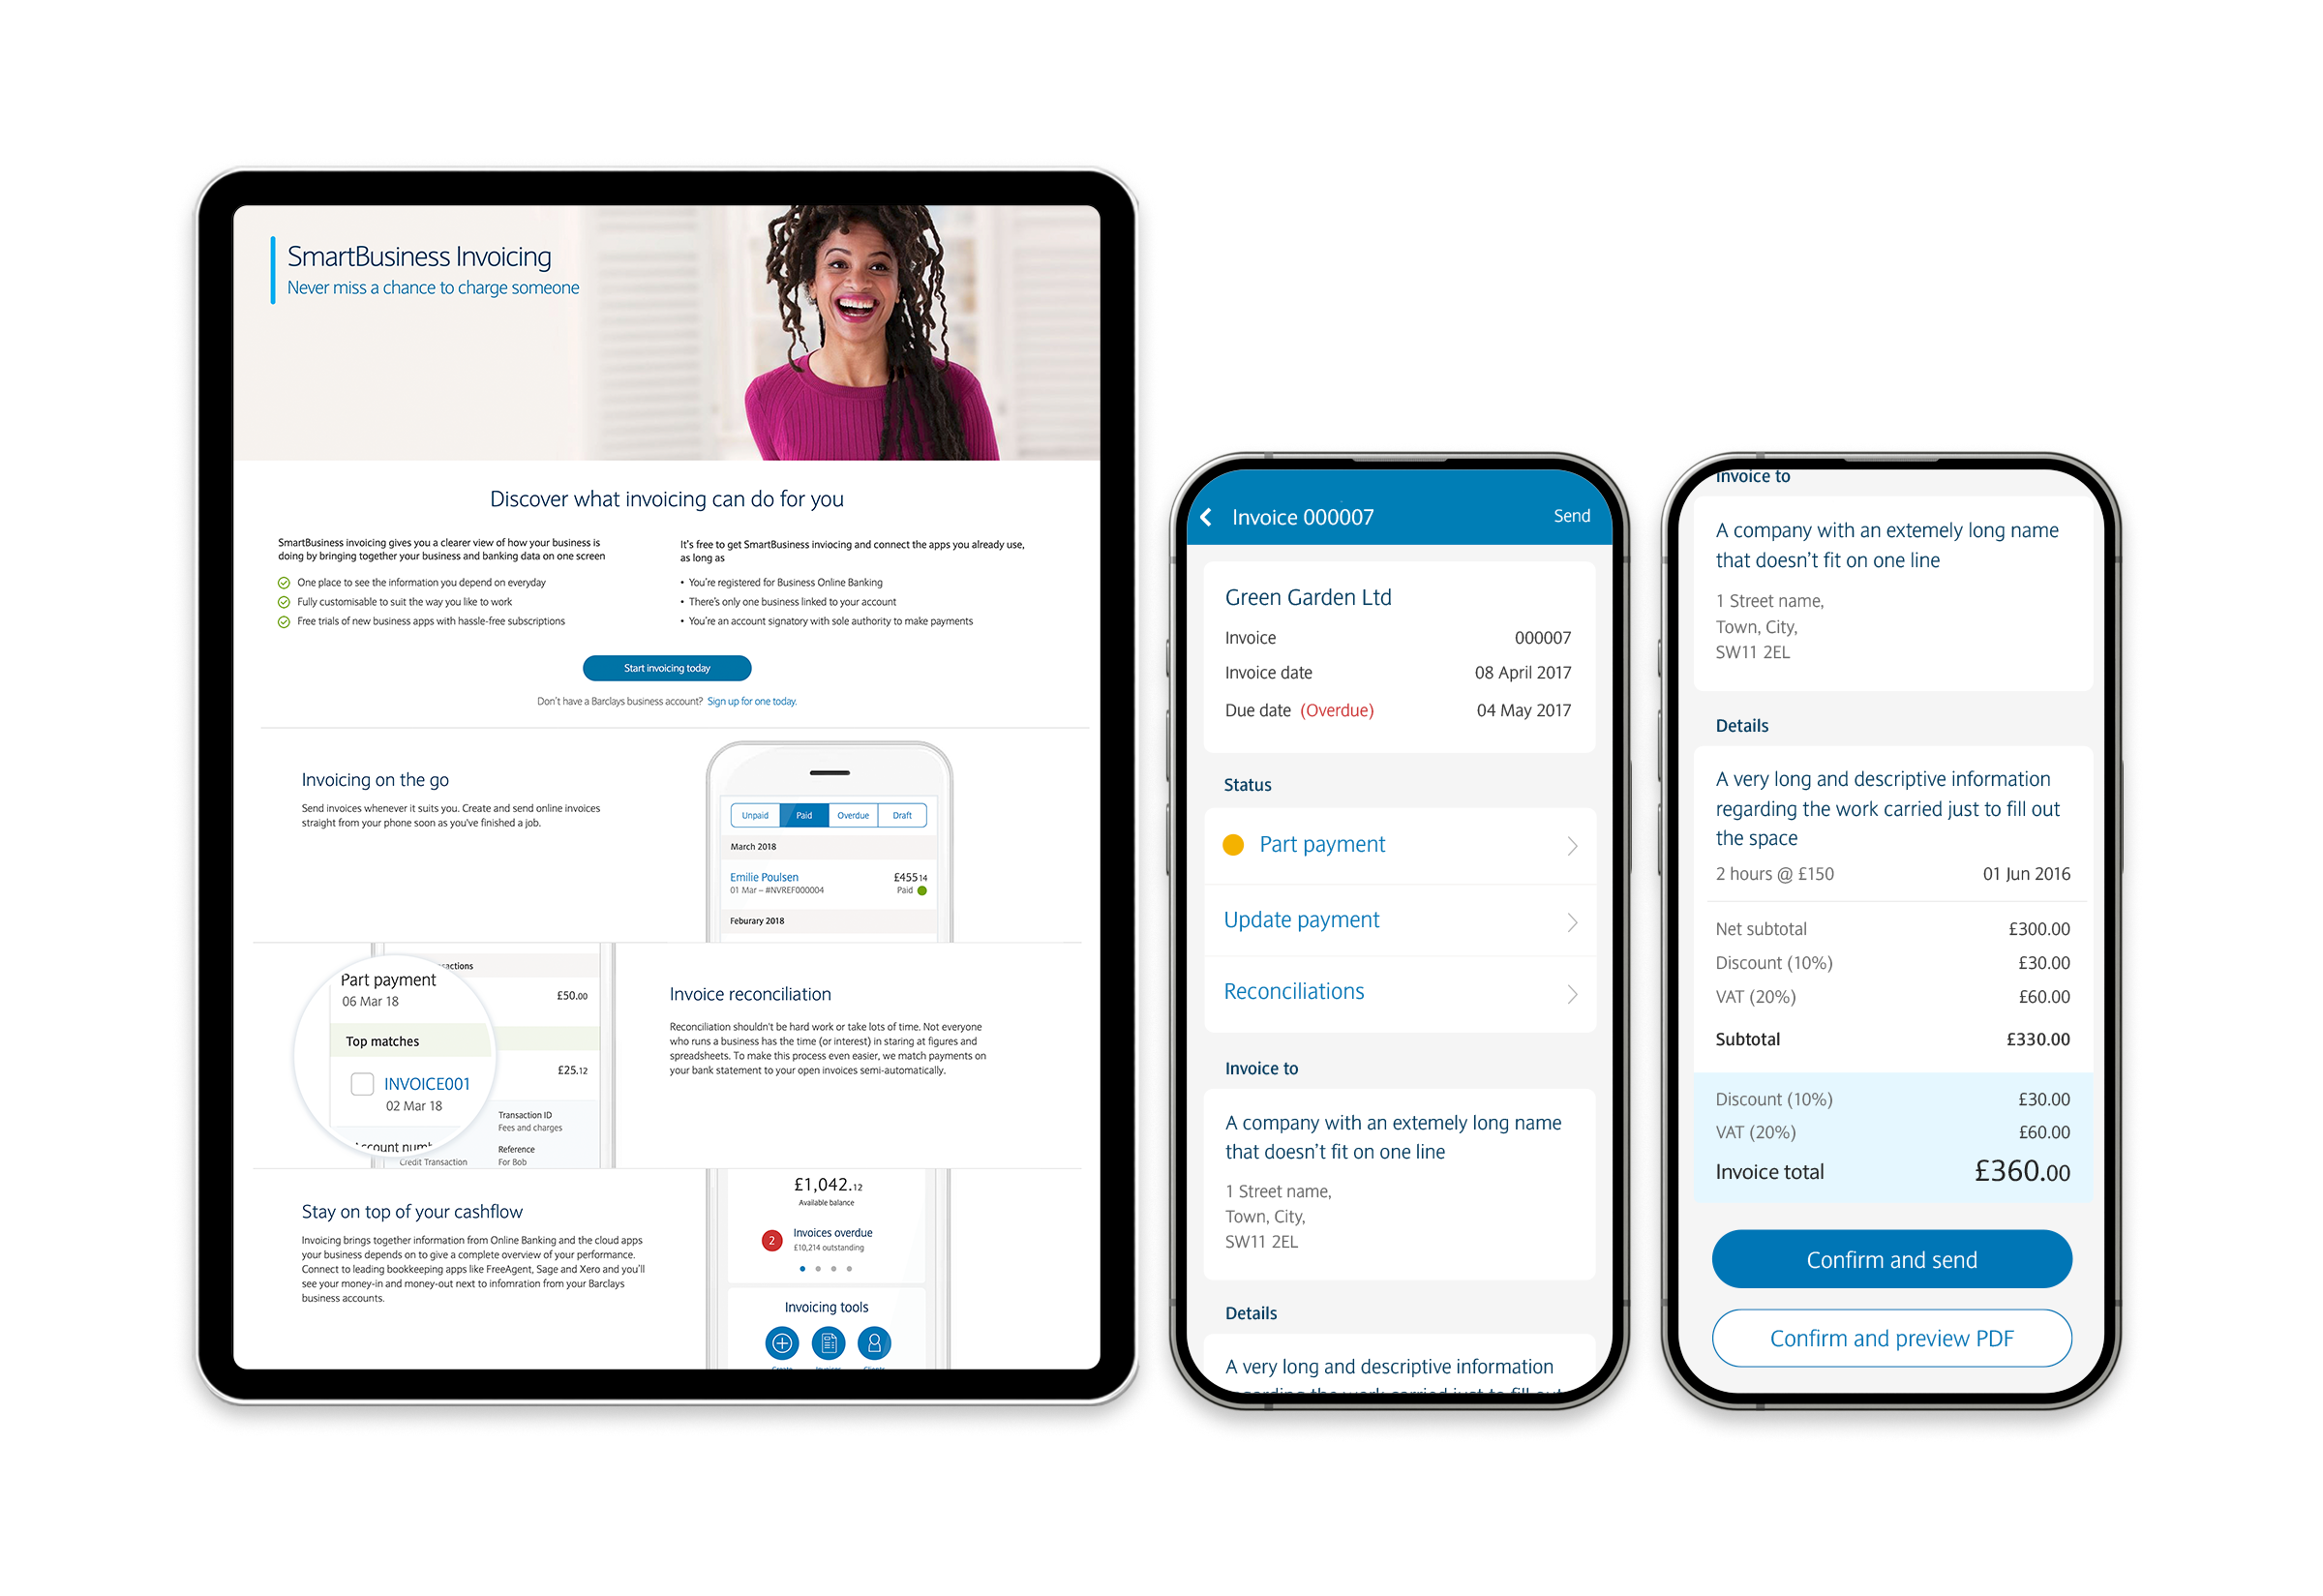 SmartBusiness Invoicing
Never miss a chance to charge someone
Discover what invoicing can do for you
SmartBusiness invoicing gives you a clearer view of how your business is
doing by bringing together your business and banking data on one screen
One place to see the information you depend on everyday
Fully customisable to suit the way you like to work
Free trials of new business apps with hassle-free subscriptions
It's free to get SmartBusiness inviocing and connect the apps you already use,
as long as
• You're registered for Business Online Banking
• There's only one business linked to your account
• You're an account signatory with sole authority to make payments
Start invoicing today
Don't have a Barclays business account? Sign up for one today.
Invoicing on the go
Send invoices whenever it suits you. Create and send online invoices
straight from your phone soon as you've finished a job.
Unpaid Paid Overdue Draft
March 2018
Emilie Poulsen £455.14
01 Mar – #NVREF000004 Paid
Feburary 2018
Part payment
06 Mar 18
Top matches
INVOICE001
02 Mar 18
£50.00
£25.12
Transaction ID
Fees and charges
Reference
Credit Transaction For Bob
Invoice reconciliation
Reconciliation shouldn't be hard work or take lots of time. Not everyone
who runs a business has the time (or interest) in staring at figures and
spreadsheets. To make this process even easier, we match payments on
your bank statement to your open invoices semi-automatically.
Stay on top of your cashflow
Invoicing brings together information from Online Banking and the cloud apps
your business depends on to give a complete overview of your performance.
Connect to leading bookkeeping apps like FreeAgent, Sage and Xero and you'll
see your money-in and money-out next to infomration from your Barclays
business accounts.
£1,042.12
Available balance
2 Invoices overdue
£10,214 outstanding
Invoicing tools
Invoice 000007 Send
Green Garden Ltd
Invoice 000007
Invoice date 08 April 2017
Due date (Overdue) 04 May 2017
Status
Part payment
Update payment
Reconciliations
Invoice to
A company with an extemely long name
that doesn't fit on one line
1 Street name,
Town, City,
SW11 2EL
Details
A very long and descriptive information
Invoice to
A company with an extemely long name
that doesn't fit on one line
1 Street name,
Town, City,
SW11 2EL
Details
A very long and descriptive information
regarding the work carried just to fill out
the space
2 hours @ £150 01 Jun 2016
Net subtotal £300.00
Discount (10%) £30.00
VAT (20%) £60.00
Subtotal £330.00
Discount (10%) £30.00
VAT (20%) £60.00
Invoice total £360.00
Confirm and send
Confirm and preview PDF